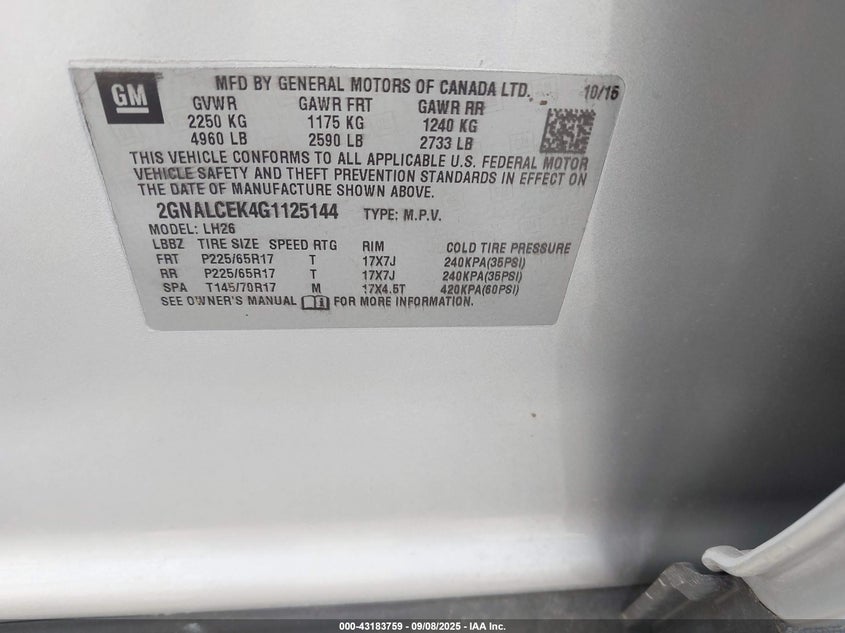 GM
MFD BY GENERAL MOTORS OF CANADA LTD. 10/15
GVWR GAWR FRT GAWR RR
2250 KG 1175 KG 1240 KG
4960 LB 2590 LB 2733 LB
THIS VEHICLE CONFORMS TO ALL APPLICABLE U.S. FEDERAL MOTOR
VEHICLE SAFETY AND THEFT PREVENTION STANDARDS IN EFFECT ON
THE DATE OF MANUFACTURE SHOWN ABOVE.
2GNALCEK4G1125144 TYPE: M.P.V.
MODEL: LH26
LBBZ TIRE SIZE SPEED RTG RIM COLD TIRE PRESSURE
FRT P225/65R17 T 17X7J 240KPA(35PSI)
RR P225/65R17 T 17X7J 240KPA(35PSI)
SPA T145/70R17 M 17X4.5T 420KPA(60PSI)
SEE OWNER'S MANUAL FOR MORE INFORMATION.
000-43183759 - 09/08/2025 - IAA Inc.